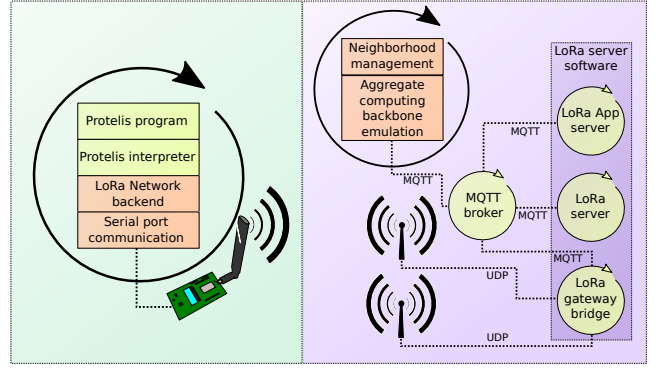 Protelis program
Protelis interpreter
LoRa Network
backend
Serial port
communication
Neighborhood
management
Aggregate
computing
backbone
emulation
MQTT
MQTT
broker
MQTT
MQTT
MQTT
LoRa server
software
LoRa App
server
LoRa
server
LoRa
gateway
bridge
UDP
UDP